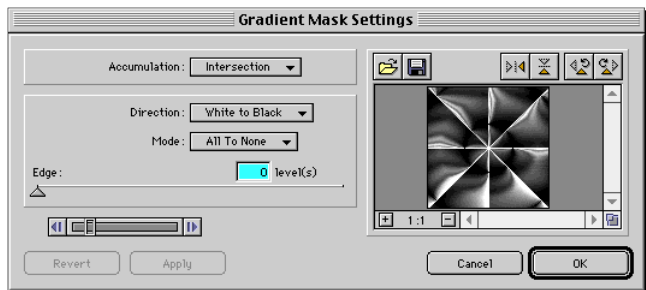 Gradient Mask Settings
Accumulation: Intersection
Direction: White to Black
Mode: All To None
Edge: 0 level(s)
1:1
Revert Apply Cancel OK